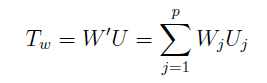 T_w = W'U = \sum_{j=1}^{p} W_j U_j